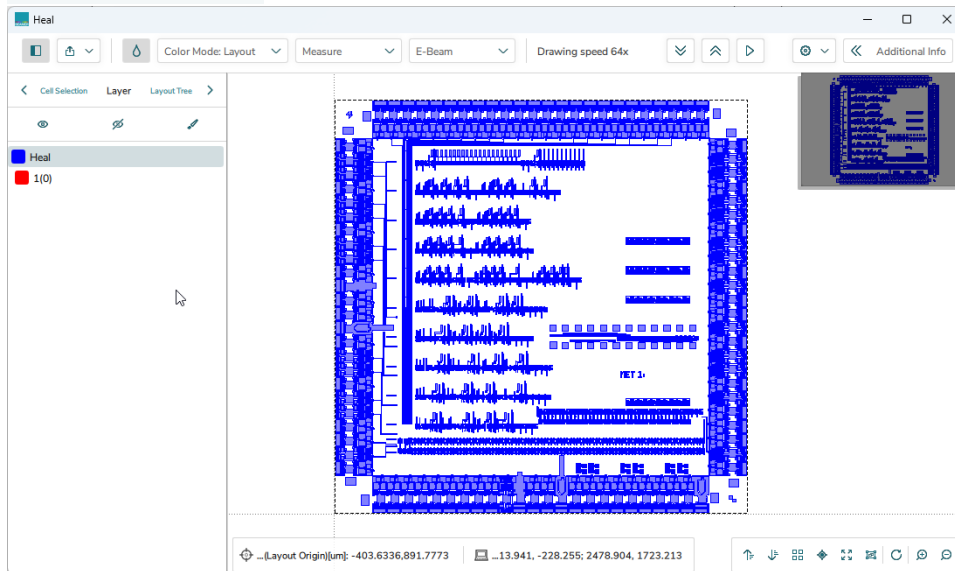 Heal
Color Mode: Layout
Measure
E-Beam
Drawing speed 64x
Additional Info
Cell Selection
Layer
Layout Tree
Heal
1(0)
MET 1
...(Layout Origin)[um]: -403.6336,891.7773
...13.941, -228.255; 2478.904, 1723.213